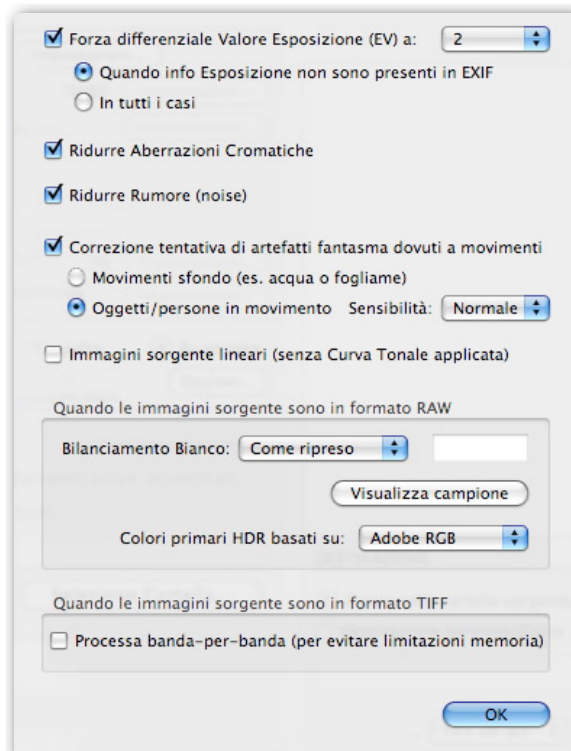 Forza differenziale Valore Esposizione (EV) a: 2
Quando info Esposizione non sono presenti in EXIF
In tutti i casi
Ridurre Aberrazioni Cromatiche
Ridurre Rumore (noise)
Correzione tentativa di artefatti fantasma dovuti a movimenti
Movimenti sfondo (es. acqua o fogliame)
Oggetti/persone in movimento Sensibilità: Normale
Immagini sorgente lineari (senza Curva Tonale applicata)
Quando le immagini sorgente sono in formato RAW
Bilanciamento Bianco: Come ripreso
Visualizza campione
Colori primari HDR basati su: Adobe RGB
Quando le immagini sorgente sono in formato TIFF
Processa banda-per-banda (per evitare limitazioni memoria)
OK